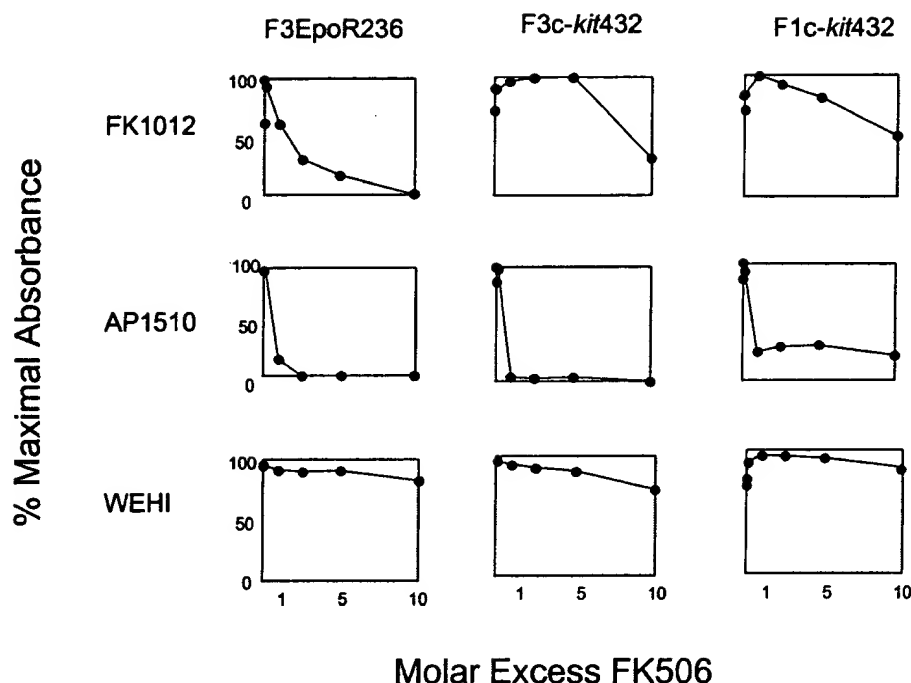 F3EpoR236 F3c-kit432 F1c-kit432
% Maximal Absorbance
FK1012
100
50
0
AP1510
100
50
0
WEHI
100
50
0
1 5 10 1 5 10 1 5 10
Molar Excess FK506